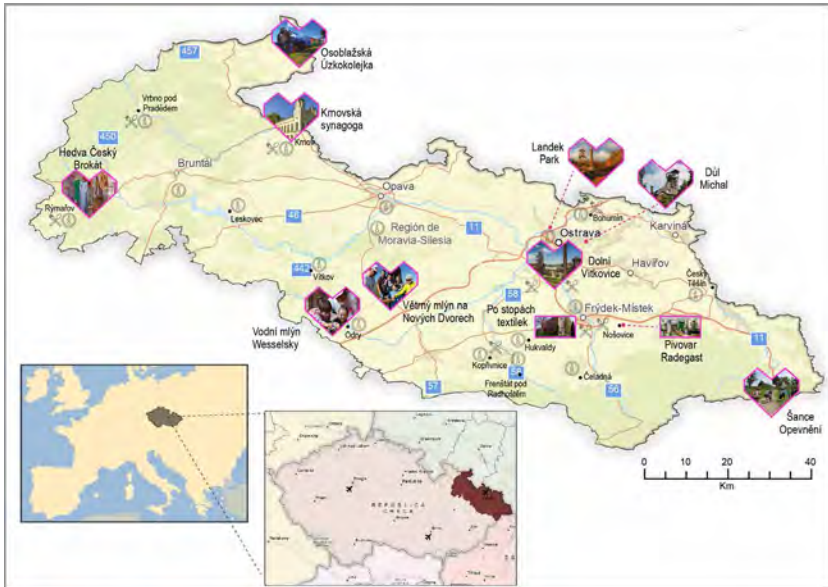 457
Osoblažská
Úzkokolejka
Vrbno pod
Pradědem
Krnovská
synagoga
450
Krnov
Hedva Český
Brokát
Landek
Park
Důl
Michal
Bruntál
Rýmařov
Opava
Bohumín
Leskovec
46
Región de
Moravia-Silesia
11
Ostrava
Karviná
Dolní
Vítkovice
Havířov
442
Vítkov
Český
Těšín
58
Větrný mlýn na
Nových Dvorech
Po stopách
textilek
Frýdek-Místek
Vodní mlýn
Wesselsky
Odry
Hukvaldy
Nošovice
Pivovar
Radegast
11
Kopřivnice
57
Frenštát pod
Radhoštěm
Čeladná
56
Šance
Opevnění
0 10 20 40
Km
REPÚBLICA
CHECA